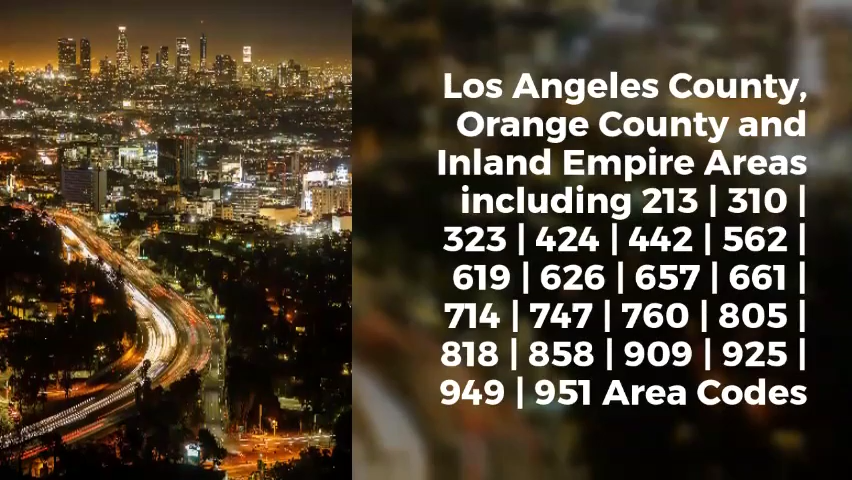 Los Angeles County,
Orange County and
Inland Empire Areas
including 213 | 310 |
323 | 424 | 442 | 562 |
619 | 626 | 657 | 661 |
714 | 747 | 760 | 805 |
818 | 858 | 909 | 925 |
949 | 951 Area Codes